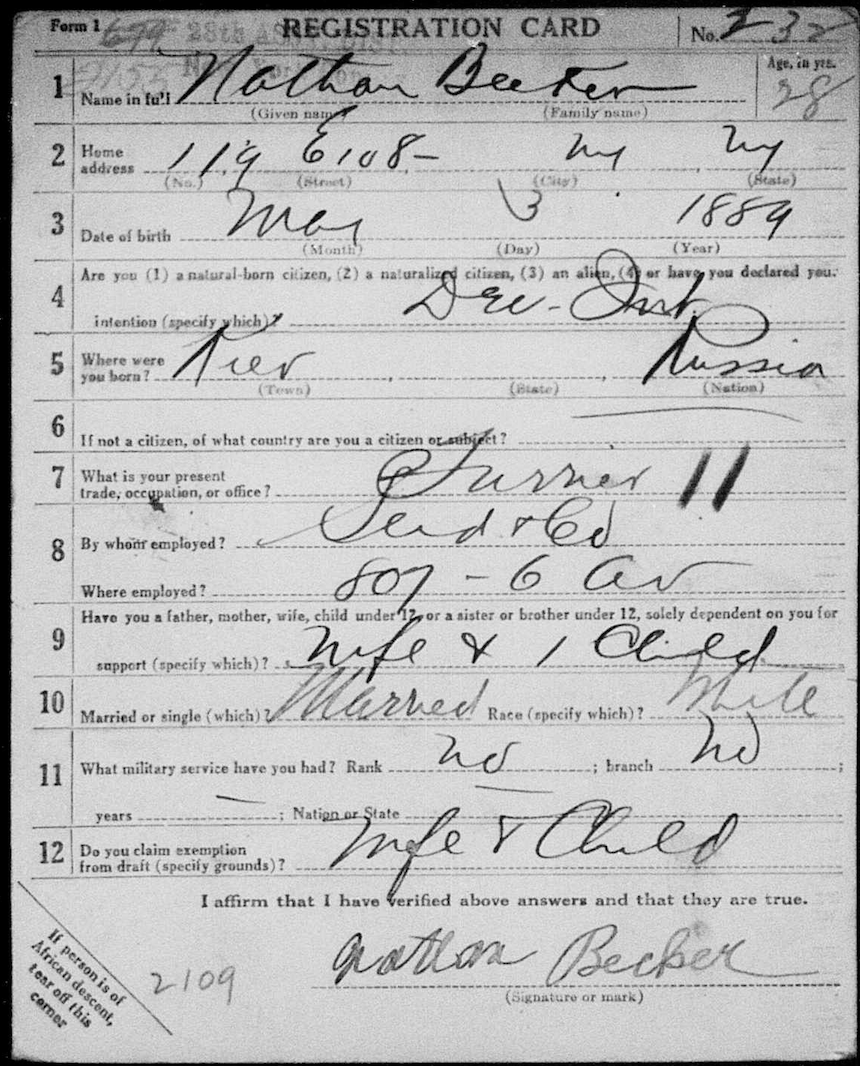 Form 1 REGISTRATION CARD No. 232
1 Name in full Nathan Becker Age, in yrs. 28
(Given name) (Family name)
2 Home address 119 E 108 - NY NY
(No.) (Street) (City) (State)
3 Date of birth May 3 1889
(Month) (Day) (Year)
4 Are you (1) a natural-born citizen, (2) a naturalized citizen, (3) an alien, (4) or have you declared your
intention (specify which)? Dec - Int
5 Where were you born? Kiev Russia
(Town) (State) (Nation)
6 If not a citizen, of what country are you a citizen or subject?
7 What is your present trade, occupation, or office? Furrier 11
8 By whom employed? & Co
Where employed? 807 - 6 Av
9 Have you a father, mother, wife, child under 12, or a sister or brother under 12, solely dependent on you for
support (specify which)? Wife & 1 Child
10 Married or single (which)? Married Race (specify which)? White
11 What military service have you had? Rank no ; branch no ;
years — ; Nation or State —
12 Do you claim exemption from draft (specify grounds)? Wife & Child
I affirm that I have verified above answers and that they are true.
Nathan Becker
(Signature or mark)
If person is of
African descent,
tear off this
corner
2109